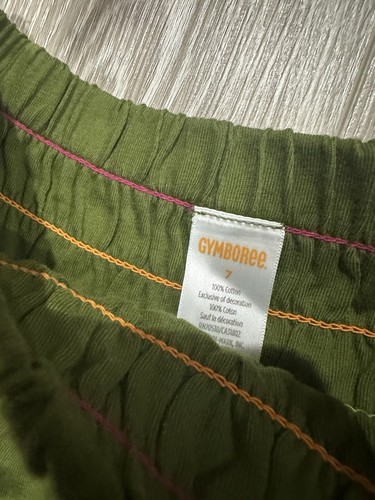 GYMBOREE
7
100% Cotton
Exclusive of decoration
100% Coton
Sauf la décoration